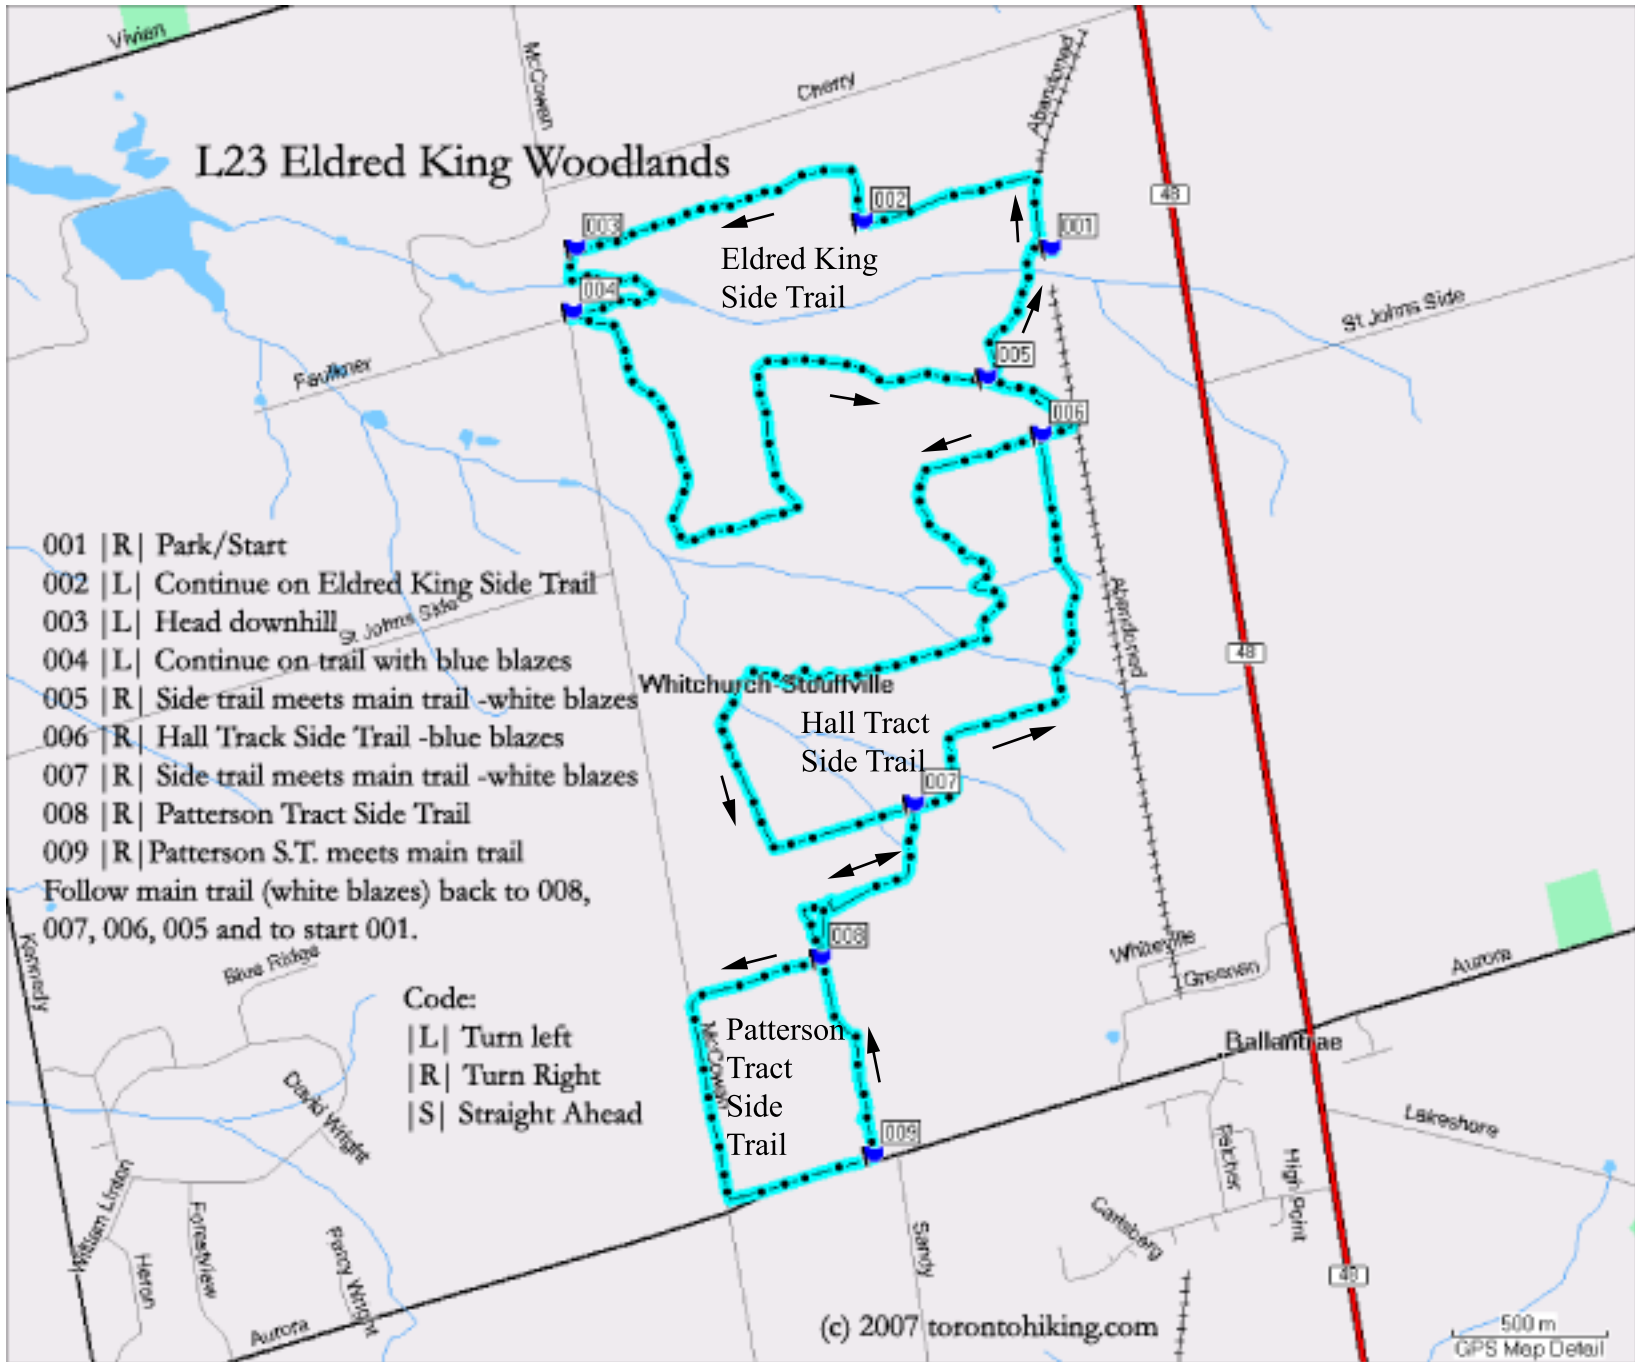 Vivian
McCowan
Cherry
Abandoned
48
L23 Eldred King Woodlands
002
003
001
Eldred King
Side Trail
004
St Johns Side
005
Faulkner
006
001 |R| Park/Start
002 |L| Continue on Eldred King Side Trail
003 |L| Head downhill
St Johns Side
004 |L| Continue on trail with blue blazes
005 |R| Side trail meets main trail -white blazes
006 |R| Hall Track Side Trail -blue blazes
007 |R| Side trail meets main trail -white blazes
008 |R| Patterson Tract Side Trail
009 |R| Patterson S.T. meets main trail
Follow main trail (white blazes) back to 008,
007, 006, 005 and to start 001.
Abandoned
48
Whitchurch-Stouffville
Hall Tract
Side Trail
007
008
Kennedy
Blue Ridge
Whiteville
Greenan
Aurora
Ballantrae
Code:
|L| Turn left
|R| Turn Right
|S| Straight Ahead
McCowan
Patterson
Tract
Side
Trail
David Wright
009
Lakeshore
Felcher
High Point
William Linton
Forestview
Heron
Percy Wright
Sandy
Carlsberg
48
Aurora
(c) 2007 torontohiking.com
500 m
GPS Map Detail